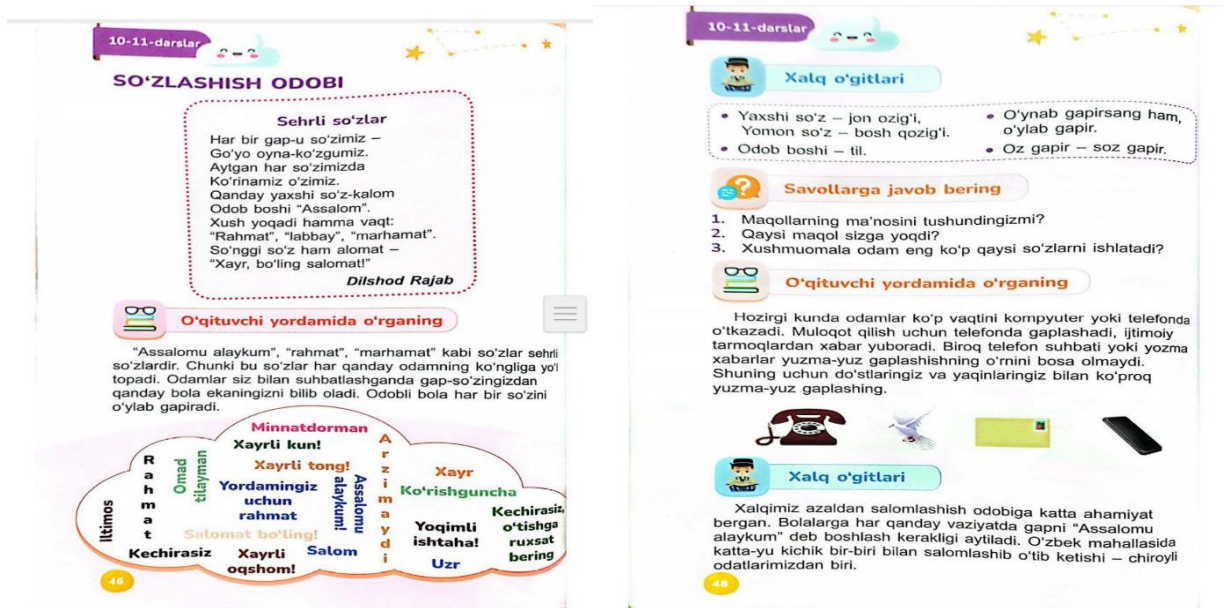 10-11-darslar
SO‘ZLASHISH ODOBI
Sehrli so‘zlar
Har bir gap-u so‘zimiz –
Go‘yo oyna-ko‘zgumiz.
Aytgan har so‘zimizda
Ko‘rinamiz o‘zimiz.
Qanday yaxshi so‘z-kalom
Odob boshi “Assalom”.
Xush yoqadi hamma vaqt:
“Rahmat”, “labbay”, “marhamat”.
So‘nggi so‘z ham alomat –
“Xayr, bo‘ling salomat!”
Dilshod Rajab
O‘qituvchi yordamida o‘rganing
“Assalomu alaykum”, “rahmat”, “marhamat” kabi so‘zlar sehrli
so‘zlardir. Chunki bu so‘zlar har qanday odamning ko‘ngliga yo‘l
topadi. Odamlar siz bilan suhbatlashganda gap-so‘zingizdan
qanday bola ekaningizni bilib oladi. Odobli bola har bir so‘zini
o‘ylab gapiradi.
Minnatdorman
Xayrli kun!
Arzimaydi
Rahmat
Omad
tilayman
Xayrli tong!
Xayr
Yordamingiz
uchun
rahmat
Assalomu
alaykum!
Ko‘rishguncha
Iltimos
Salomat bo‘ling!
Yoqimli
ishtaha!
Kechirasiz,
o‘tishga
ruxsat
bering
Kechirasiz
Xayrli
oqshom!
Salom
Uzr
46
10-11-darslar
Xalq o‘gitlari
• Yaxshi so‘z – jon ozig‘i,
Yomon so‘z – bosh qozig‘i.
• Odob boshi – til.
• O‘ynab gapirsang ham,
o‘ylab gapir.
• Oz gapir – soz gapir.
Savollarga javob bering
1. Maqollarning ma’nosini tushundingizmi?
2. Qaysi maqol sizga yoqdi?
3. Xushmuomala odam eng ko‘p qaysi so‘zlarni ishlatadi?
O‘qituvchi yordamida o‘rganing
Hozirgi kunda odamlar ko‘p vaqtini kompyuter yoki telefonda
o‘tkazadi. Muloqot qilish uchun telefonda gaplashadi, ijtimoiy
tarmoqlardan xabar yuboradi. Biroq telefon suhbati yoki yozma
xabarlar yuzma-yuz gaplashishning o‘rnini bosa olmaydi.
Shuning uchun do‘stlaringiz va yaqinlaringiz bilan ko‘proq
yuzma-yuz gaplashing.
Xalq o‘gitlari
Xalqimiz azaldan salomlashish odobiga katta ahamiyat
bergan. Bolalarga har qanday vaziyatda gapni “Assalomu
alaykum” deb boshlash kerakligi aytiladi. O‘zbek mahallasida
katta-yu kichik bir-biri bilan salomlashib o‘tib ketishi – chiroyli
odatlarimizdan biri.
48